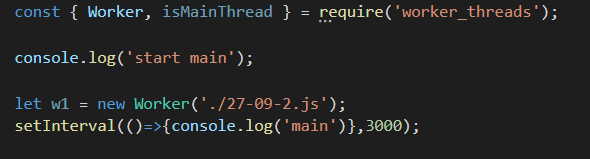 const { Worker, isMainThread } = require('worker_threads');
console.log('start main');
let w1 = new Worker('./27-09-2.js');
setInterval(()=>{console.log('main')},3000);